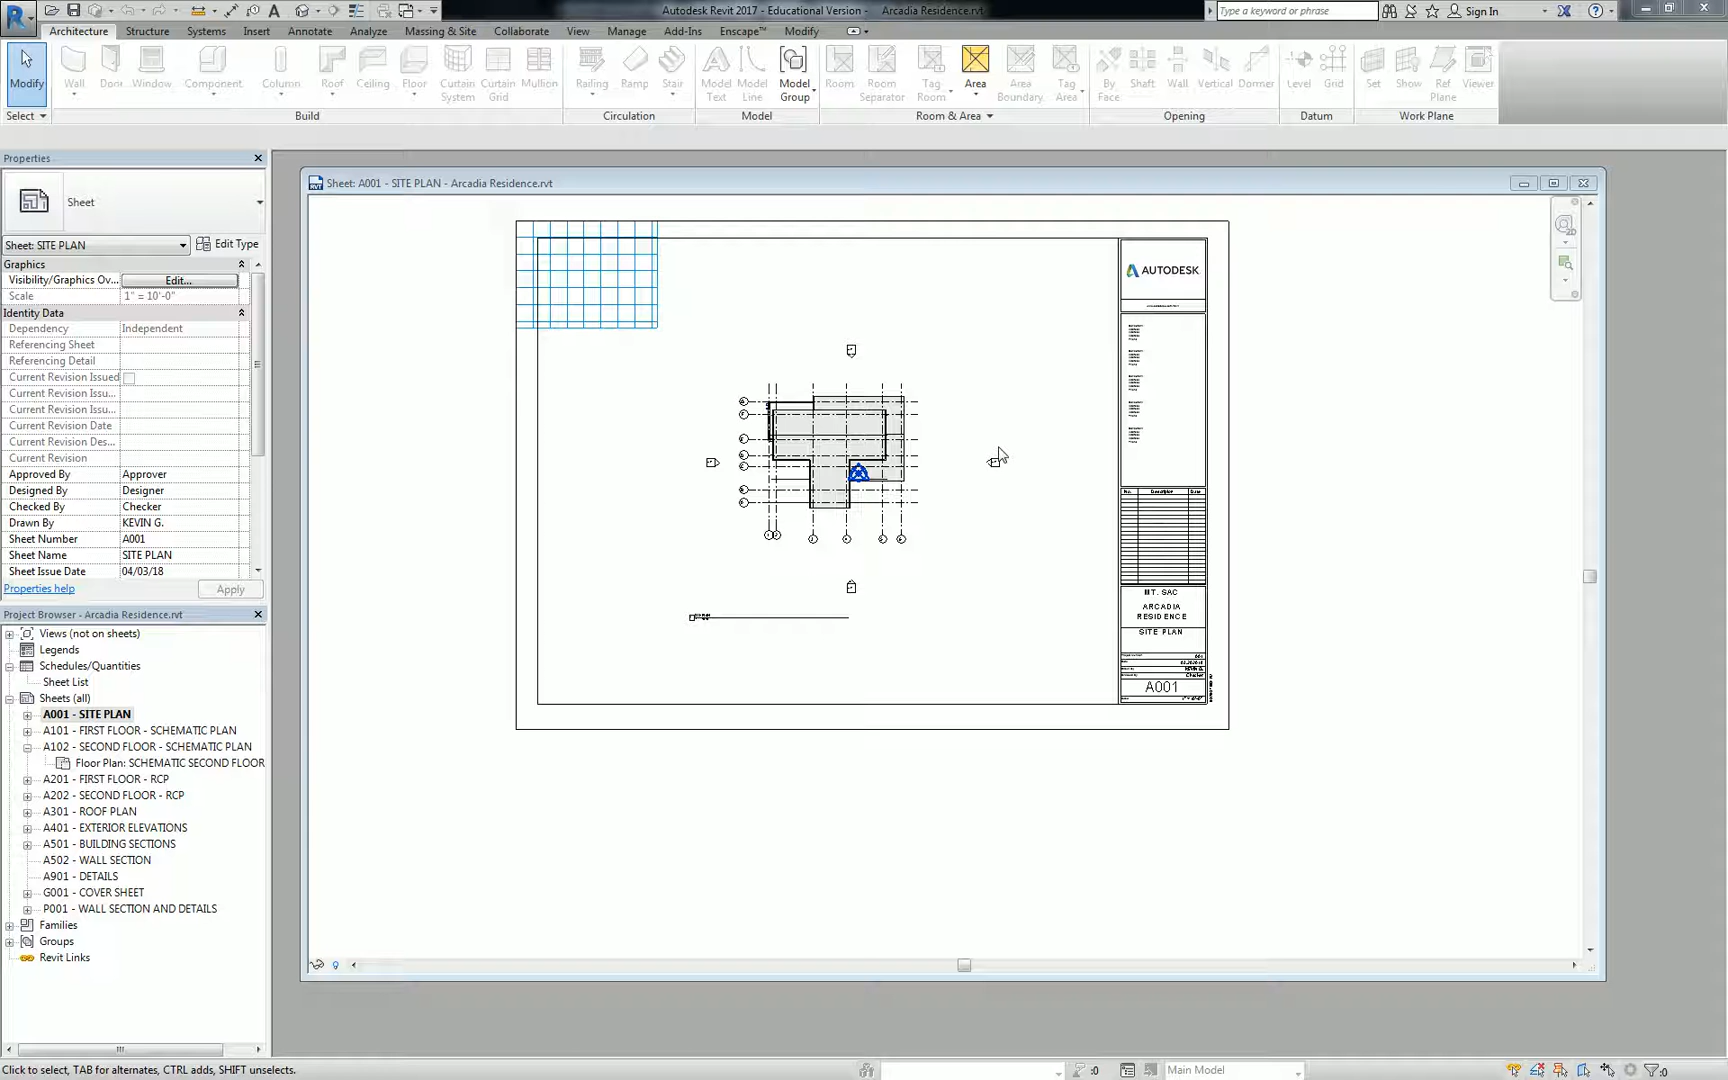 Autodesk Revit 2017 - Educational Version - Arcadia Residence.rvt
Type a keyword or phrase
Sign In
Architecture Structure Systems Insert Annotate Analyze Massing & Site Collaborate View Manage Add-Ins Enscape™ Modify
Modify Wall Door Window Component Column Roof Ceiling Floor Curtain System Curtain Grid Mullion Railing Ramp Stair Model Text Model Line Model Group Room Room Separator Tag Room Area Area Boundary Tag Area By Face Shaft Wall Vertical Dormer Level Grid Set Show Ref Plane Viewer
Select Build Circulation Model Room & Area Opening Datum Work Plane
Properties
Sheet
Sheet: SITE PLAN
Edit Type
Graphics
Visibility/Graphics Ov... Edit...
Scale 1" = 10'-0"
Identity Data
Dependency Independent
Referencing Sheet
Referencing Detail
Current Revision Issued
Current Revision Issu...
Current Revision Issu...
Current Revision Date
Current Revision Des...
Current Revision
Approved By Approver
Designed By Designer
Checked By Checker
Drawn By KEVIN G.
Sheet Number A001
Sheet Name SITE PLAN
Sheet Issue Date 04/03/18
Properties help
Apply
Project Browser - Arcadia Residence.rvt
Views (not on sheets)
Legends
Schedules/Quantities
Sheet List
Sheets (all)
A001 - SITE PLAN
A101 - FIRST FLOOR - SCHEMATIC PLAN
A102 - SECOND FLOOR - SCHEMATIC PLAN
Floor Plan: SCHEMATIC SECOND FLOOR
A201 - FIRST FLOOR - RCP
A202 - SECOND FLOOR - RCP
A301 - ROOF PLAN
A401 - EXTERIOR ELEVATIONS
A501 - BUILDING SECTIONS
A502 - WALL SECTION
A901 - DETAILS
G001 - COVER SHEET
P001 - WALL SECTION AND DETAILS
Families
Groups
Revit Links
Sheet: A001 - SITE PLAN - Arcadia Residence.rvt
AUTODESK
No. Description Date
MT. SAC
ARCADIA
RESIDENCE
SITE PLAN
KEVIN G.
Checker
A001
Click to select, TAB for alternates, CTRL adds, SHIFT unselects.
:0
Main Model
:0